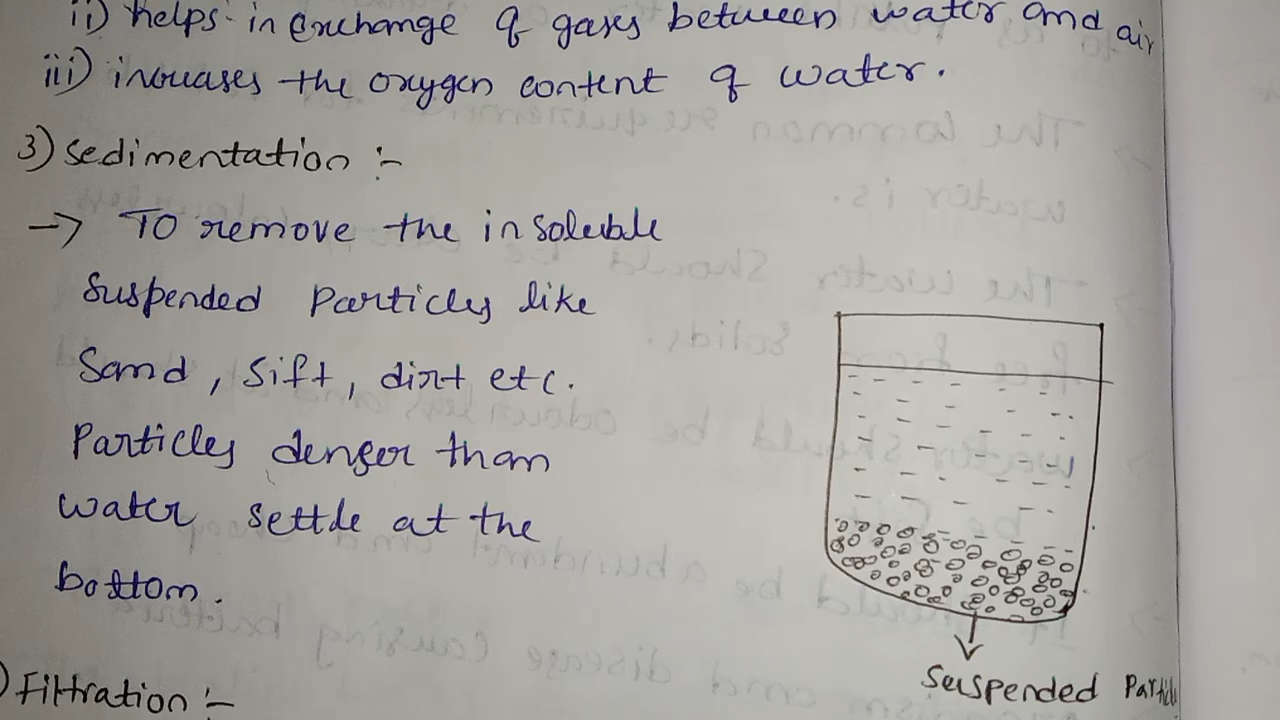 ii) helps in exchange of gases between water and air
iii) increases the oxygen content of water.
3) Sedimentation :-
→ To remove the insoluble
suspended particles like
Sand, Sift, dirt etc.
Particles denser than
water settle at the
bottom.
Suspended Particle
) Filtration :-